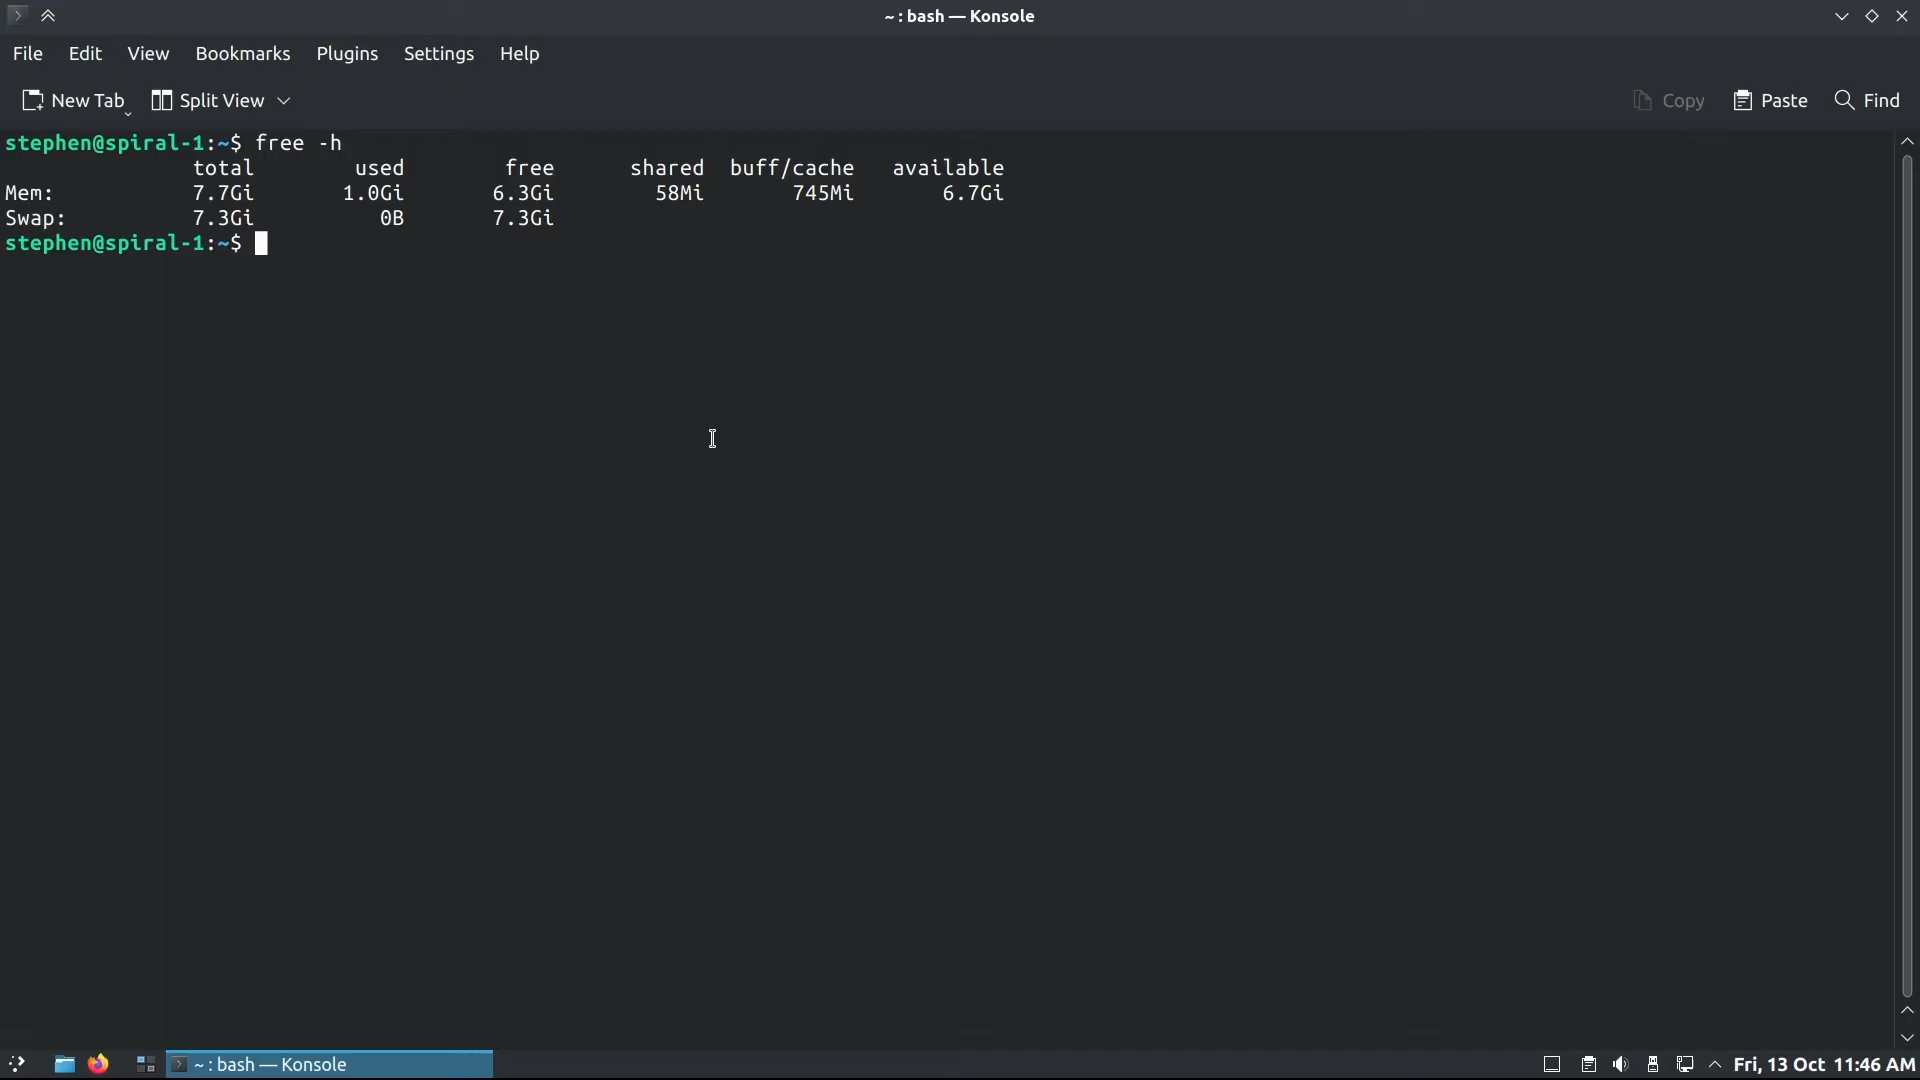 ~ : bash — Konsole
File Edit View Bookmarks Plugins Settings Help
New Tab Split View Copy Paste Find
stephen@spiral-1:~$ free -h
total used free shared buff/cache available
Mem: 7.7Gi 1.0Gi 6.3Gi 58Mi 745Mi 6.7Gi
Swap: 7.3Gi 0B 7.3Gi
stephen@spiral-1:~$
~ : bash — Konsole Fri, 13 Oct 11:46 AM